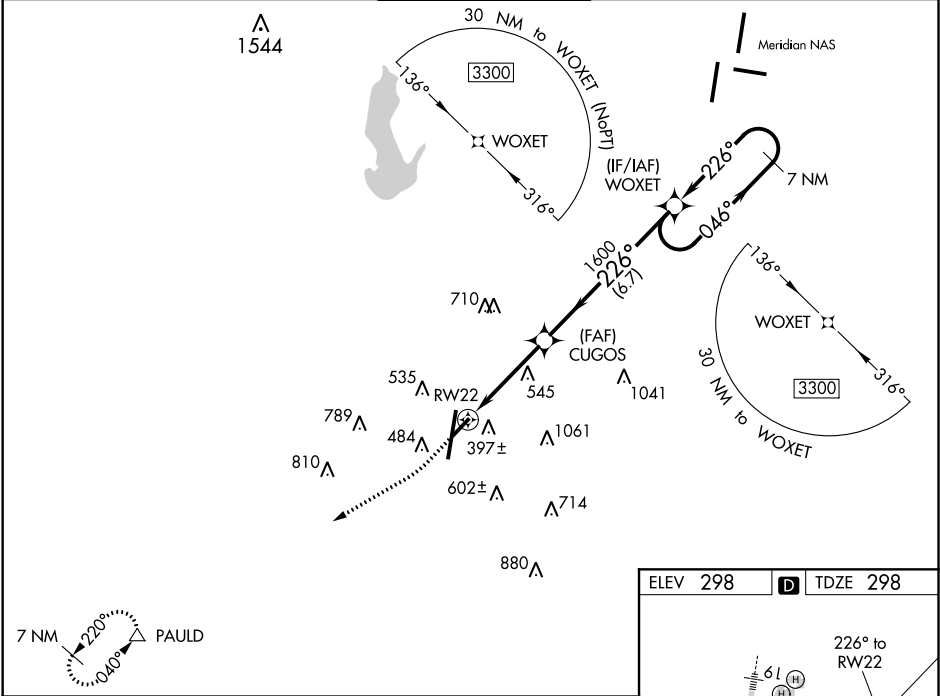 1544
30 NM to WOXET (NoPT)
3300
136°
WOXET
316°
Meridian NAS
(IF/IAF)
WOXET
226°
7 NM
046°
1600
226°
(6.7)
136°
WOXET
316°
3300
30 NM to WOXET
710
(FAF)
CUGOS
535
RW22
545
1041
789
484
397±
1061
810
602±
714
880
7 NM
220°
040°
PAULD
ELEV 298
D
TDZE 298
226° to
RW22
19
H
H